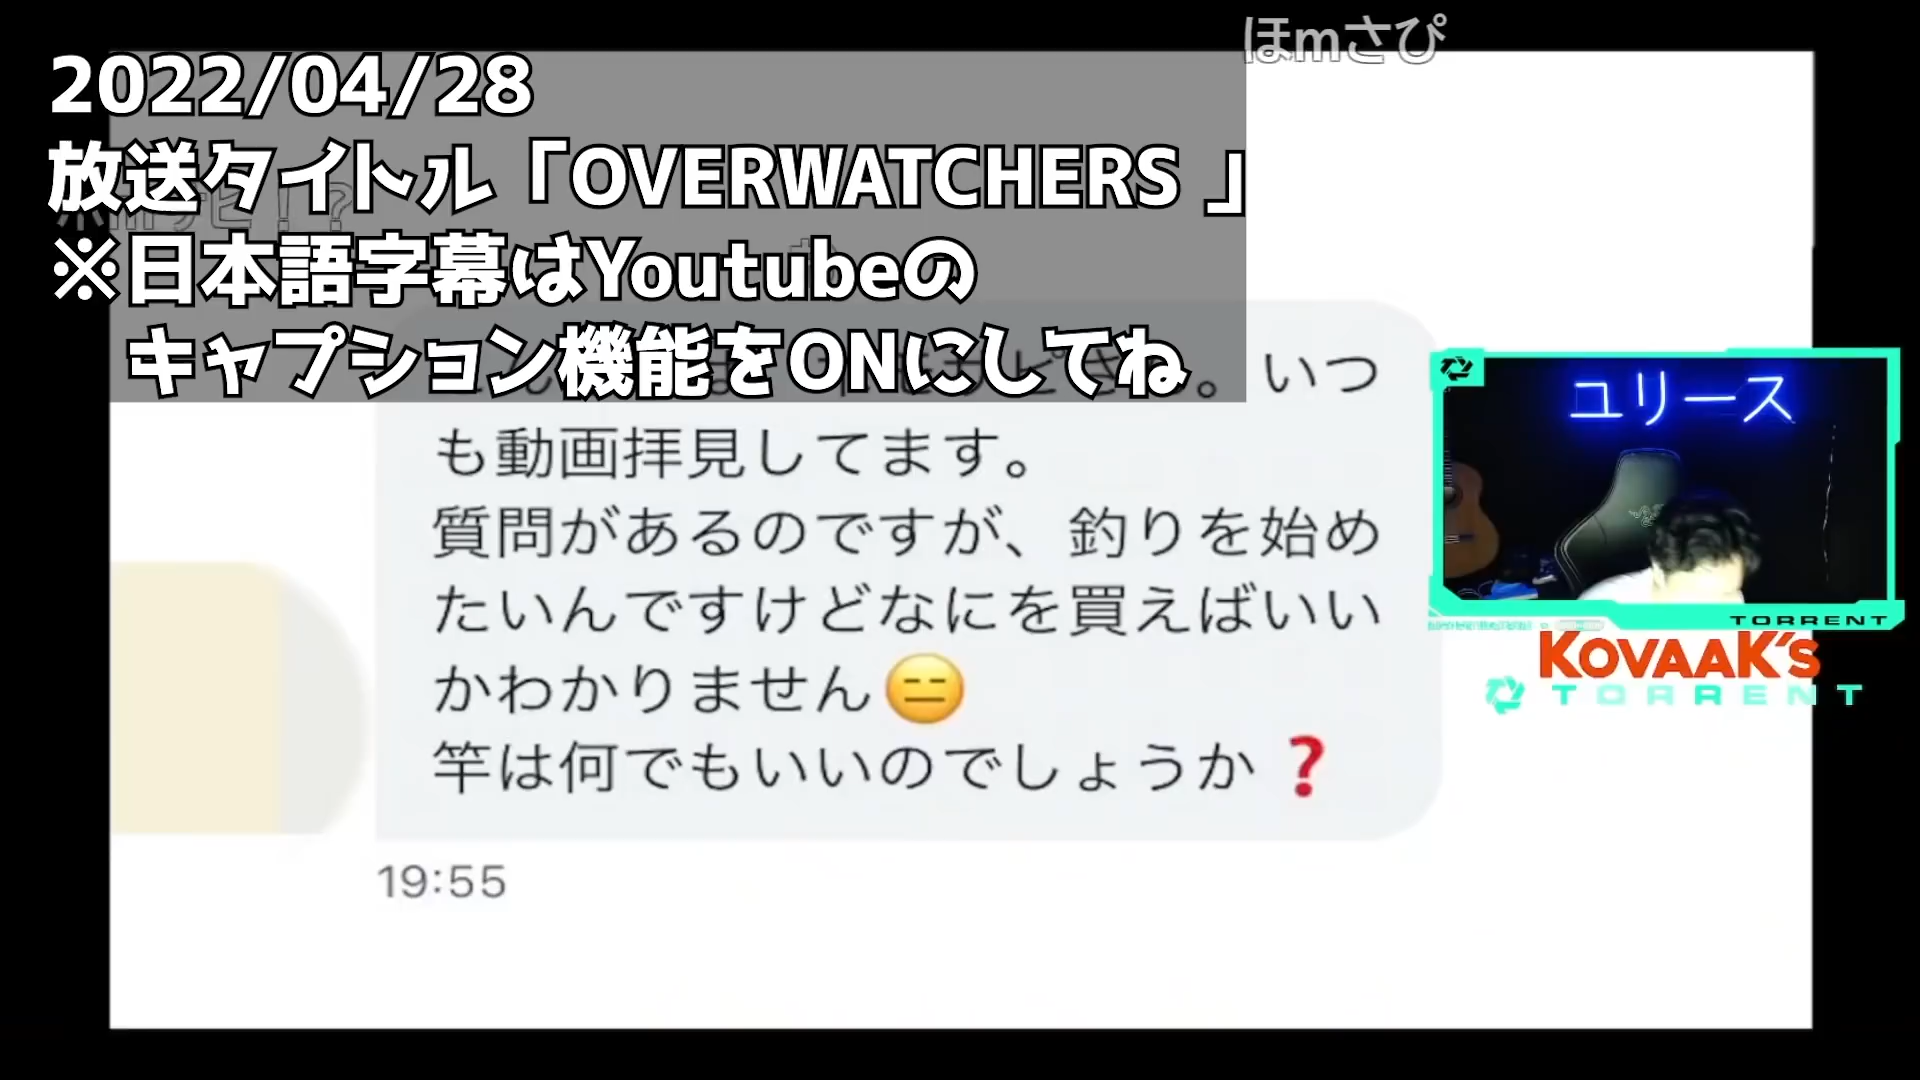 ほmさぴ
2022/04/28
放送タイトル「OVERWATCHERS 」
※日本語字幕はYoutubeの
キャプション機能をONにしてね
。いつ
も動画拝見してます。
質問があるのですが、釣りを始め
たいんですけどなにを買えばいい
かわかりません😑
竿は何でもいいのでしょうか❓
19:55
ユリース
TORRENT
KOVAAK's
TORRENT